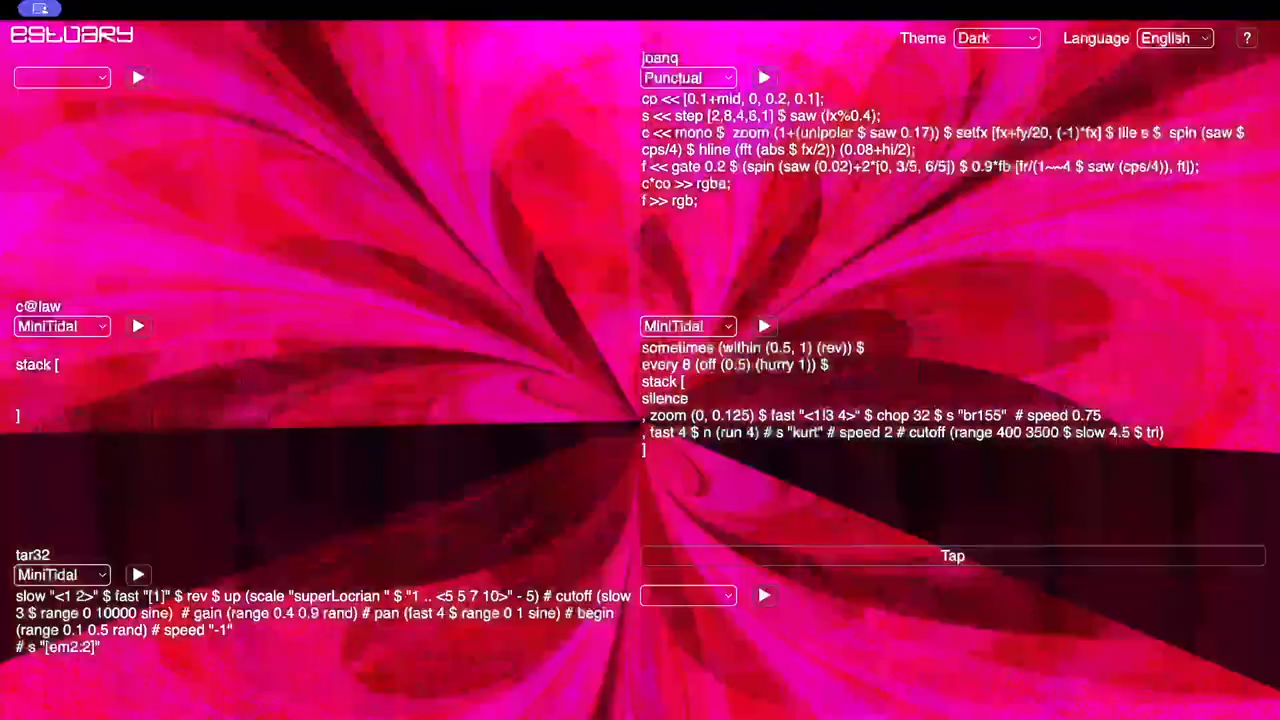 estuary
Theme Dark Language English ?
joanq
Punctual
co << [0.1+mid, 0, 0.2, 0.1];
s << step [2,8,4,6,1] $ saw (fx%0.4);
c << mono $ zoom (1+(unipolar $ saw 0.17)) $ setfx [fx+fy/20, (-1)*fx] $ tile s $ spin (saw $
cps/4) $ hline (fft (abs $ fx/2)) (0.08+hi/2);
f << gate 0.2 $ (spin (saw (0.02)+2*[0, 3/5, 6/5]) $ 0.9*fb [fr/(1~~4 $ saw (cps/4)), ft]);
c*co >> rgba;
f >> rgb;
c@law
MiniTidal
stack [
]
MiniTidal
sometimes (within (0.5, 1) (rev)) $
every 8 (off (0.5) (hurry 1)) $
stack [
silence
, zoom (0, 0.125) $ fast "<1!3 4>" $ chop 32 $ s "br155" # speed 0.75
, fast 4 $ n (run 4) # s "kurt" # speed 2 # cutoff (range 400 3500 $ slow 4.5 $ tri)
]
tar32
MiniTidal
slow "<1 2>" $ fast "[1]" $ rev $ up (scale "superLocrian " $ "1 .. <5 5 7 10>" - 5) # cutoff (slow
3 $ range 0 10000 sine) # gain (range 0.4 0.9 rand) # pan (fast 4 $ range 0 1 sine) # begin
(range 0.1 0.5 rand) # speed "-1"
# s "[em2:2]"
Tap